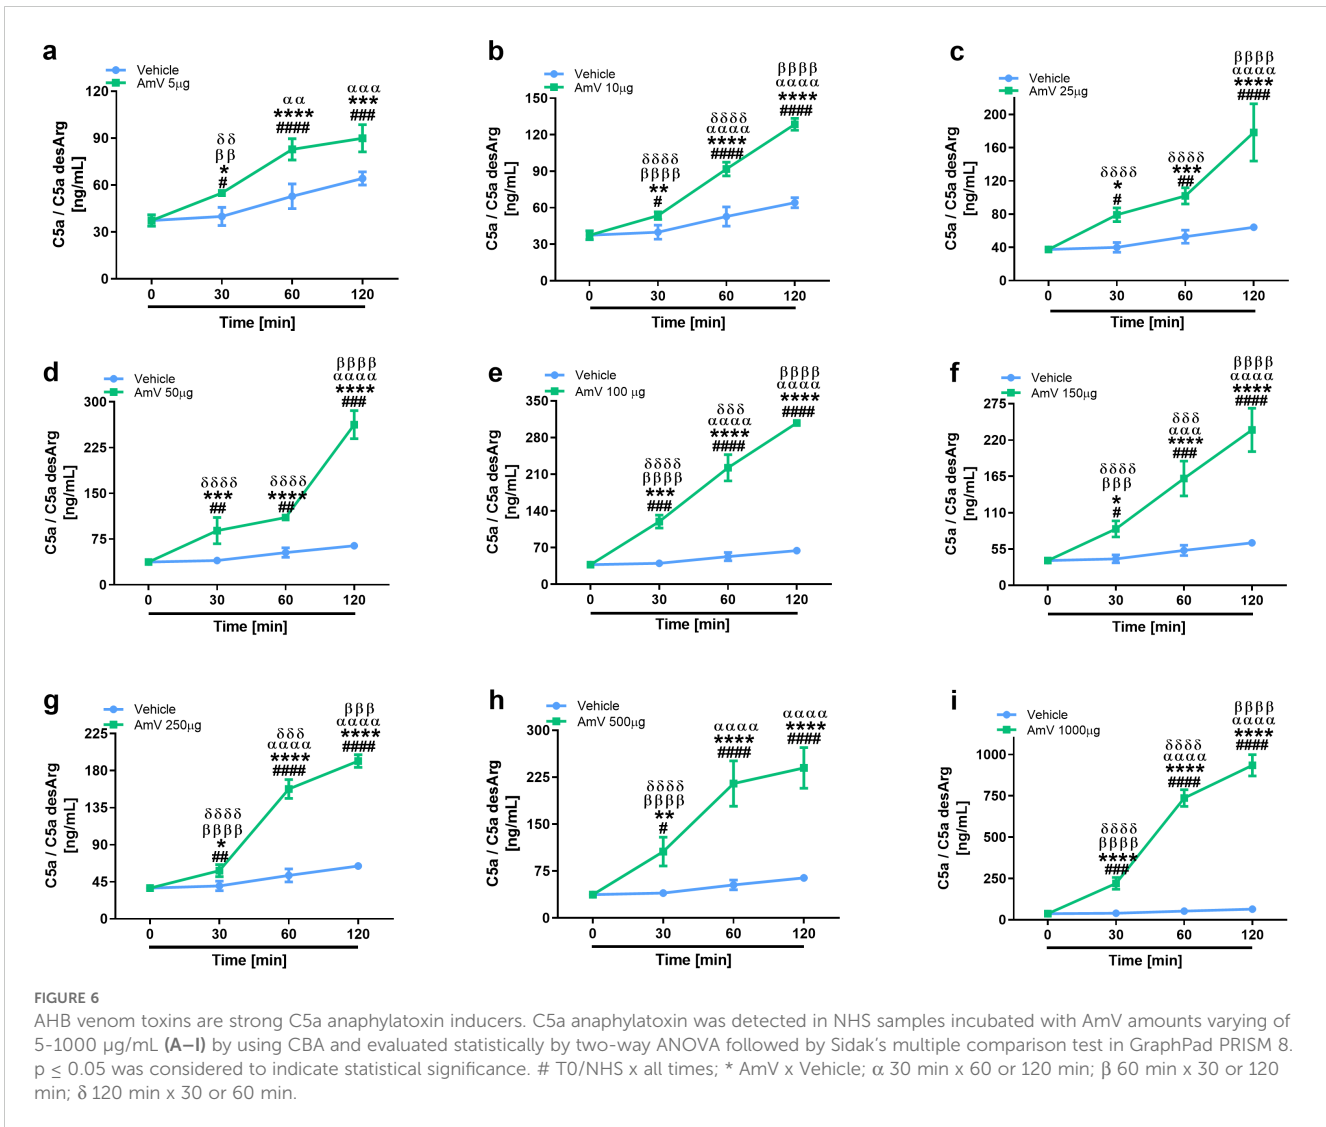 a
Vehicle
AmV 5µg
αα
****
####
ααα
***
###
δδ
ββ
*
#
120
90
60
30
0
C5a / C5a desArg
[ng/mL]
0 30 60 120
Time [min]
b
Vehicle
AmV 10µg
ββββ
αααα
****
####
δδδδ
αααα
****
####
δδδδ
ββββ
**
#
150
120
90
60
30
0
C5a / C5a desArg
[ng/mL]
0 30 60 120
Time [min]
c
Vehicle
AmV 25µg
ββββ
αααα
****
####
δδδδ
***
##
δδδδ
*
#
200
160
120
80
40
0
C5a / C5a desArg
[ng/mL]
0 30 60 120
Time [min]
d
Vehicle
AmV 50µg
ββββ
αααα
****
###
δδδδ
***
##
δδδδ
****
##
300
225
150
75
0
C5a / C5a desArg
[ng/mL]
0 30 60 120
Time [min]
e
Vehicle
AmV 100 µg
ββββ
αααα
****
####
δδδ
αααα
****
####
δδδδ
ββββ
***
###
350
280
210
140
70
0
C5a / C5a desArg
[ng/mL]
0 30 60 120
Time [min]
f
Vehicle
AmV 150µg
ββββ
αααα
****
####
δδδ
ααα
****
###
δδδδ
βββ
*
#
275
220
165
110
55
0
C5a / C5a desArg
[ng/mL]
0 30 60 120
Time [min]
g
Vehicle
AmV 250µg
βββ
αααα
****
####
δδδ
αααα
****
####
δδδδ
ββββ
*
##
225
180
135
90
45
0
C5a / C5a desArg
[ng/mL]
0 30 60 120
Time [min]
h
Vehicle
AmV 500µg
αααα
****
####
αααα
****
####
δδδδ
ββββ
**
#
300
225
150
75
0
C5a / C5a desArg
[ng/mL]
0 30 60 120
Time [min]
i
Vehicle
AmV 1000µg
ββββ
αααα
****
####
δδδδ
αααα
****
####
δδδδ
ββββ
****
###
1000
750
500
250
0
C5a / C5a desArg
[ng/mL]
0 30 60 120
Time [min]
FIGURE 6
AHB venom toxins are strong C5a anaphylatoxin inducers. C5a anaphylatoxin was detected in NHS samples incubated with AmV amounts varying of
5-1000 µg/mL (A–I) by using CBA and evaluated statistically by two-way ANOVA followed by Sidak's multiple comparison test in GraphPad PRISM 8.
p ≤ 0.05 was considered to indicate statistical significance. # T0/NHS x all times; * AmV x Vehicle; α 30 min x 60 or 120 min; β 60 min x 30 or 120
min; δ 120 min x 30 or 60 min.